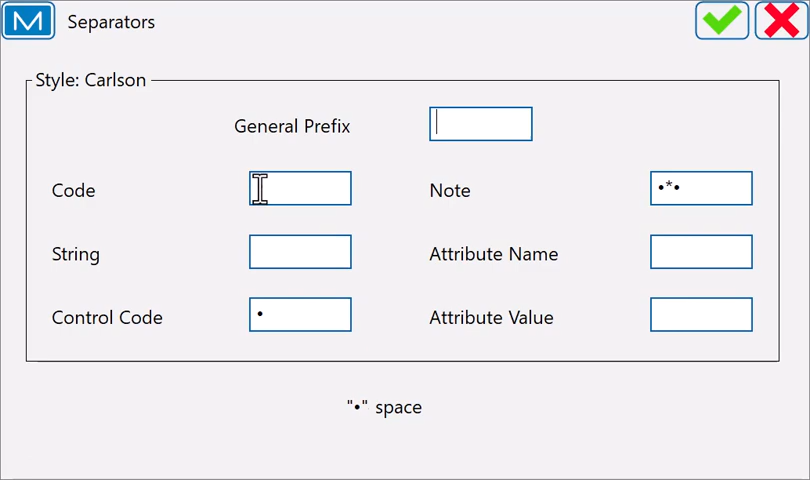 Separators
Style: Carlson
General Prefix
Code
Note •*•
String
Attribute Name
Control Code •
Attribute Value
"•" space